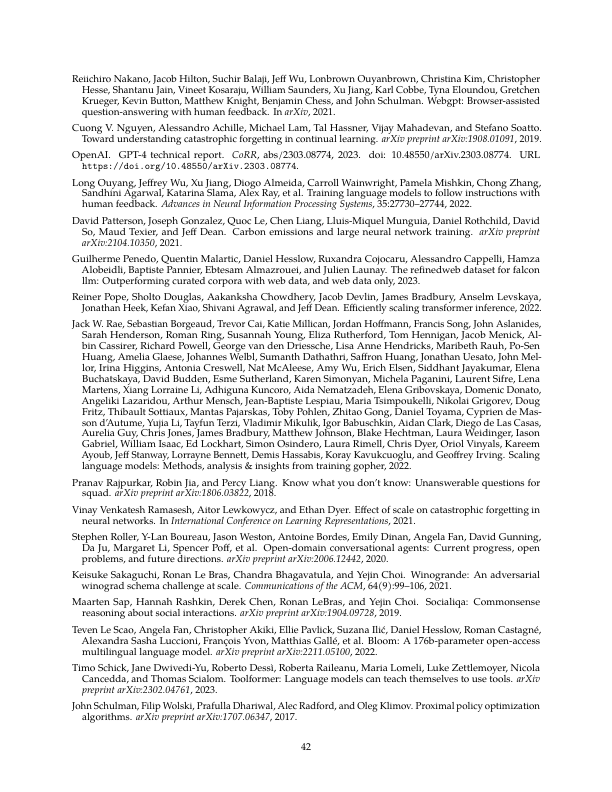 Reiichiro Nakano, Jacob Hilton, Suchir Balaji, Jeff Wu, Lonbrown Ouyanbrown, Christina Kim, Christopher
Hesse, Shantanu Jain, Vineet Kosaraju, William Saunders, Xu Jiang, Karl Cobbe, Tyna Eloundou, Gretchen
Krueger, Kevin Button, Matthew Knight, Benjamin Chess, and John Schulman. Webgpt: Browser-assisted
question-answering with human feedback. In arXiv, 2021.
Cuong V. Nguyen, Alessandro Achille, Michael Lam, Tal Hassner, Vijay Mahadevan, and Stefano Soatto.
Toward understanding catastrophic forgetting in continual learning. arXiv preprint arXiv:1908.01091, 2019.
OpenAI. GPT-4 technical report. CoRR, abs/2303.08774, 2023. doi: 10.48550/arXiv.2303.08774. URL
https://doi.org/10.48550/arXiv.2303.08774.
Long Ouyang, Jeffrey Wu, Xu Jiang, Diogo Almeida, Carroll Wainwright, Pamela Mishkin, Chong Zhang,
Sandhini Agarwal, Katarina Slama, Alex Ray, et al. Training language models to follow instructions with
human feedback. Advances in Neural Information Processing Systems, 35:27730–27744, 2022.
David Patterson, Joseph Gonzalez, Quoc Le, Chen Liang, Lluis-Miquel Munguia, Daniel Rothchild, David
So, Maud Texier, and Jeff Dean. Carbon emissions and large neural network training. arXiv preprint
arXiv:2104.10350, 2021.
Guilherme Penedo, Quentin Malartic, Daniel Hesslow, Ruxandra Cojocaru, Alessandro Cappelli, Hamza
Alobeidli, Baptiste Pannier, Ebtesam Almazrouei, and Julien Launay. The refinedweb dataset for falcon
llm: Outperforming curated corpora with web data, and web data only, 2023.
Reiner Pope, Sholto Douglas, Aakanksha Chowdhery, Jacob Devlin, James Bradbury, Anselm Levskaya,
Jonathan Heek, Kefan Xiao, Shivani Agrawal, and Jeff Dean. Efficiently scaling transformer inference, 2022.
Jack W. Rae, Sebastian Borgeaud, Trevor Cai, Katie Millican, Jordan Hoffmann, Francis Song, John Aslanides,
Sarah Henderson, Roman Ring, Susannah Young, Eliza Rutherford, Tom Hennigan, Jacob Menick, Al-
bin Cassirer, Richard Powell, George van den Driessche, Lisa Anne Hendricks, Maribeth Rauh, Po-Sen
Huang, Amelia Glaese, Johannes Welbl, Sumanth Dathathri, Saffron Huang, Jonathan Uesato, John Mel-
lor, Irina Higgins, Antonia Creswell, Nat McAleese, Amy Wu, Erich Elsen, Siddhant Jayakumar, Elena
Buchatskaya, David Budden, Esme Sutherland, Karen Simonyan, Michela Paganini, Laurent Sifre, Lena
Martens, Xiang Lorraine Li, Adhiguna Kuncoro, Aida Nematzadeh, Elena Gribovskaya, Domenic Donato,
Angeliki Lazaridou, Arthur Mensch, Jean-Baptiste Lespiau, Maria Tsimpoukelli, Nikolai Grigorev, Doug
Fritz, Thibault Sottiaux, Mantas Pajarskas, Toby Pohlen, Zhitao Gong, Daniel Toyama, Cyprien de Mas-
son d'Autume, Yujia Li, Tayfun Terzi, Vladimir Mikulik, Igor Babuschkin, Aidan Clark, Diego de Las Casas,
Aurelia Guy, Chris Jones, James Bradbury, Matthew Johnson, Blake Hechtman, Laura Weidinger, Iason
Gabriel, William Isaac, Ed Lockhart, Simon Osindero, Laura Rimell, Chris Dyer, Oriol Vinyals, Kareem
Ayoub, Jeff Stanway, Lorrayne Bennett, Demis Hassabis, Koray Kavukcuoglu, and Geoffrey Irving. Scaling
language models: Methods, analysis & insights from training gopher, 2022.
Pranav Rajpurkar, Robin Jia, and Percy Liang. Know what you don't know: Unanswerable questions for
squad. arXiv preprint arXiv:1806.03822, 2018.
Vinay Venkatesh Ramasesh, Aitor Lewkowycz, and Ethan Dyer. Effect of scale on catastrophic forgetting in
neural networks. In International Conference on Learning Representations, 2021.
Stephen Roller, Y-Lan Boureau, Jason Weston, Antoine Bordes, Emily Dinan, Angela Fan, David Gunning,
Da Ju, Margaret Li, Spencer Poff, et al. Open-domain conversational agents: Current progress, open
problems, and future directions. arXiv preprint arXiv:2006.12442, 2020.
Keisuke Sakaguchi, Ronan Le Bras, Chandra Bhagavatula, and Yejin Choi. Winogrande: An adversarial
winograd schema challenge at scale. Communications of the ACM, 64(9):99–106, 2021.
Maarten Sap, Hannah Rashkin, Derek Chen, Ronan LeBras, and Yejin Choi. Socialiqa: Commonsense
reasoning about social interactions. arXiv preprint arXiv:1904.09728, 2019.
Teven Le Scao, Angela Fan, Christopher Akiki, Ellie Pavlick, Suzana Ilić, Daniel Hesslow, Roman Castagné,
Alexandra Sasha Luccioni, François Yvon, Matthias Gallé, et al. Bloom: A 176b-parameter open-access
multilingual language model. arXiv preprint arXiv:2211.05100, 2022.
Timo Schick, Jane Dwivedi-Yu, Roberto Dessì, Roberta Raileanu, Maria Lomeli, Luke Zettlemoyer, Nicola
Cancedda, and Thomas Scialom. Toolformer: Language models can teach themselves to use tools. arXiv
preprint arXiv:2302.04761, 2023.
John Schulman, Filip Wolski, Prafulla Dhariwal, Alec Radford, and Oleg Klimov. Proximal policy optimization
algorithms. arXiv preprint arXiv:1707.06347, 2017.
42